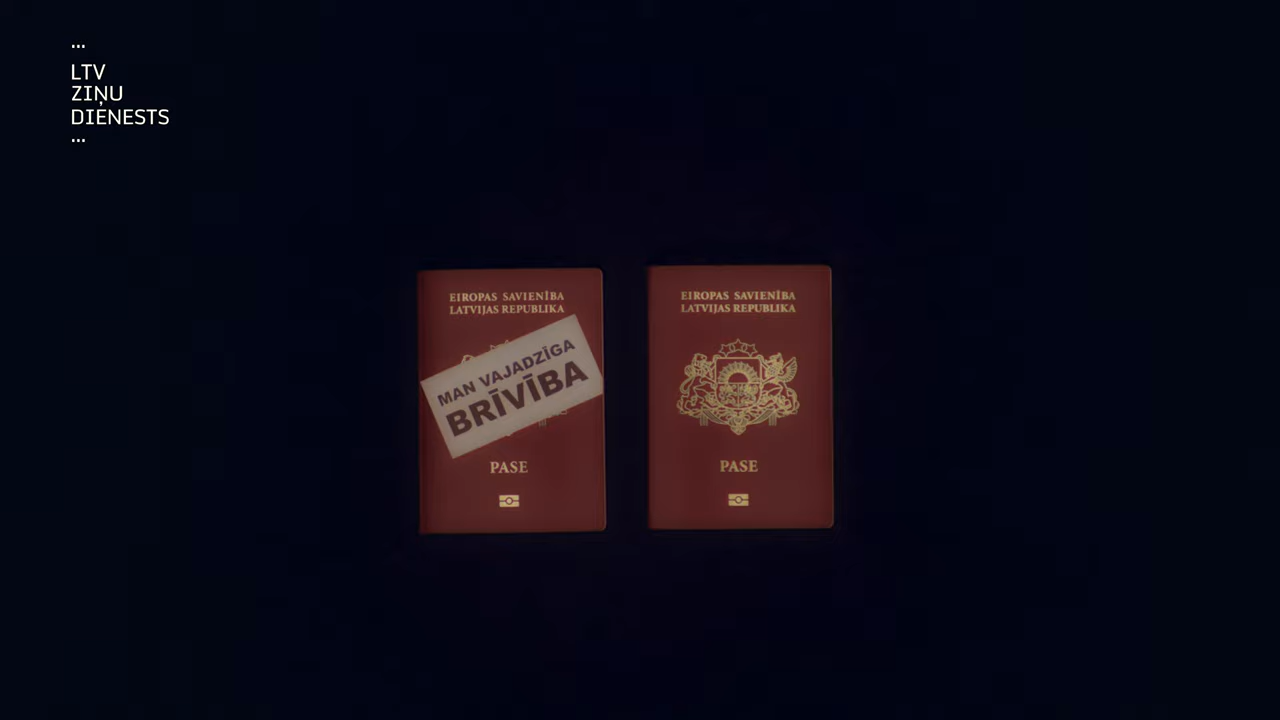 ...
LTV
ZIŅU
DIENESTS
...
EIROPAS SAVIENĪBA
LATVIJAS REPUBLIKA
MAN VAJADZĪGA
BRĪVĪBA
PASE
EIROPAS SAVIENĪBA
LATVIJAS REPUBLIKA
PASE